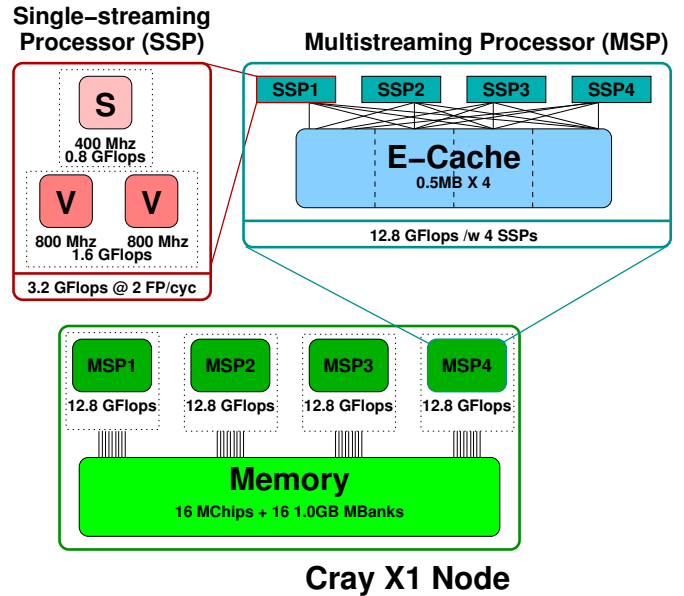 Single−streaming
Processor (SSP)
Multistreaming Processor (MSP)
S
400 Mhz
0.8 GFlops
V V
800 Mhz 800 Mhz
1.6 GFlops
3.2 GFlops @ 2 FP/cyc
SSP1 SSP2 SSP3 SSP4
E−Cache
0.5MB X 4
12.8 GFlops /w 4 SSPs
MSP1 MSP2 MSP3 MSP4
12.8 GFlops 12.8 GFlops 12.8 GFlops 12.8 GFlops
Memory
16 MChips + 16 1.0GB MBanks
Cray X1 Node